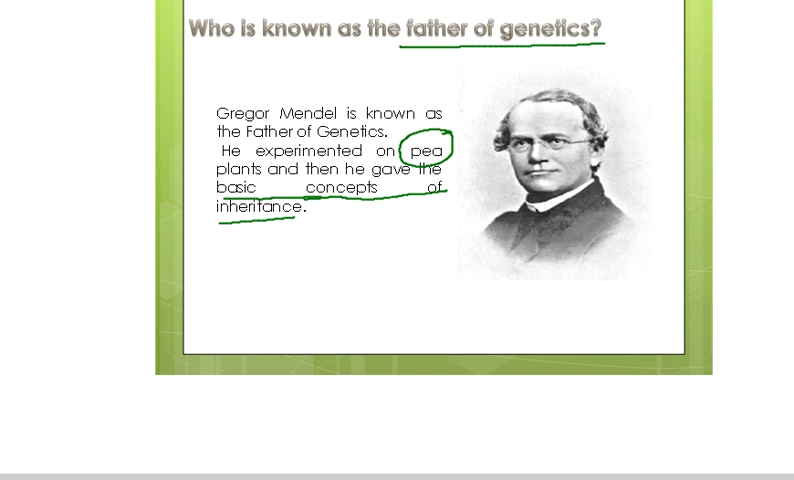 Who is known as the father of genetics?
Gregor Mendel is known as
the Father of Genetics.
He experimented on pea
plants and then he gave the
basic concepts of
inheritance.